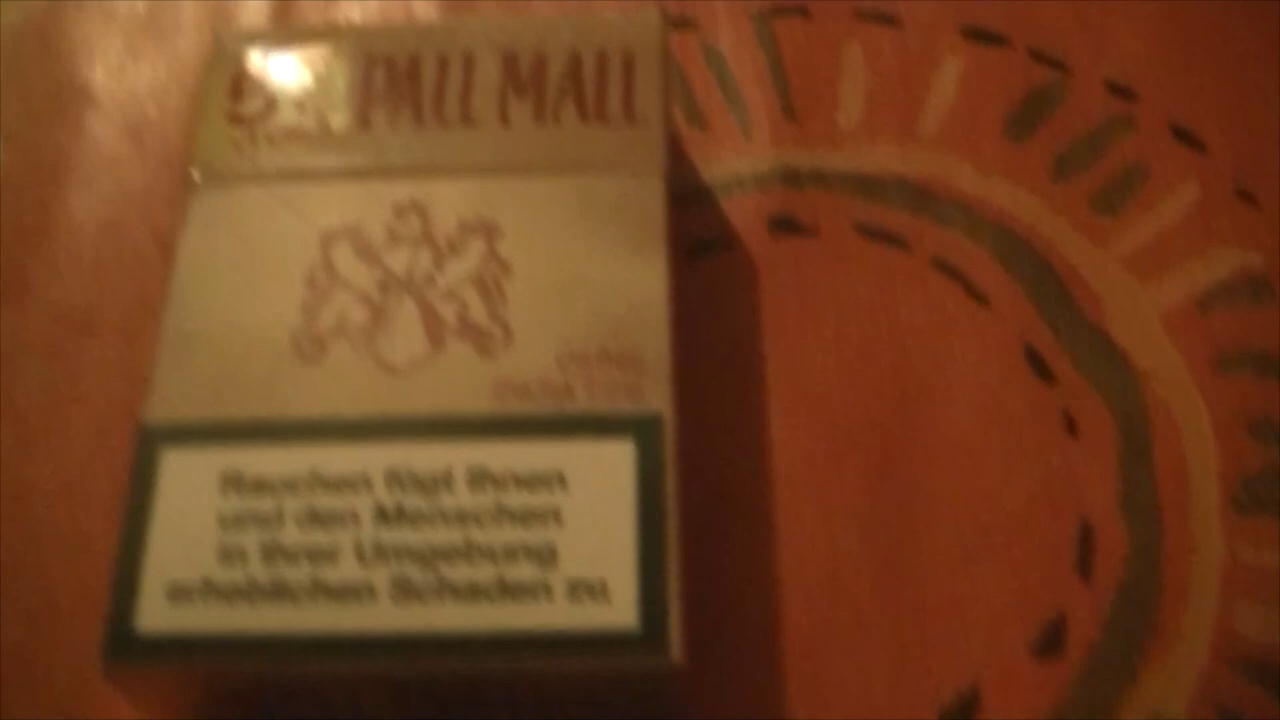 PALL MALL
Rauchen fügt Ihnen
und den Menschen
in Ihrer Umgebung
erheblichen Schaden zu.